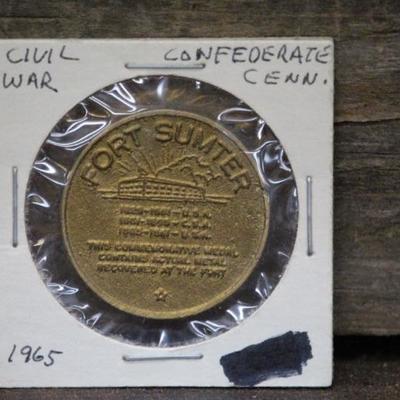 CIVIL WAR
CONFEDERATE CENN.
FORT SUMTER
THIS COMMEMORATIVE MEDAL
CONTAINS ACTUAL METAL
RECOVERED AT THE FORT
1965